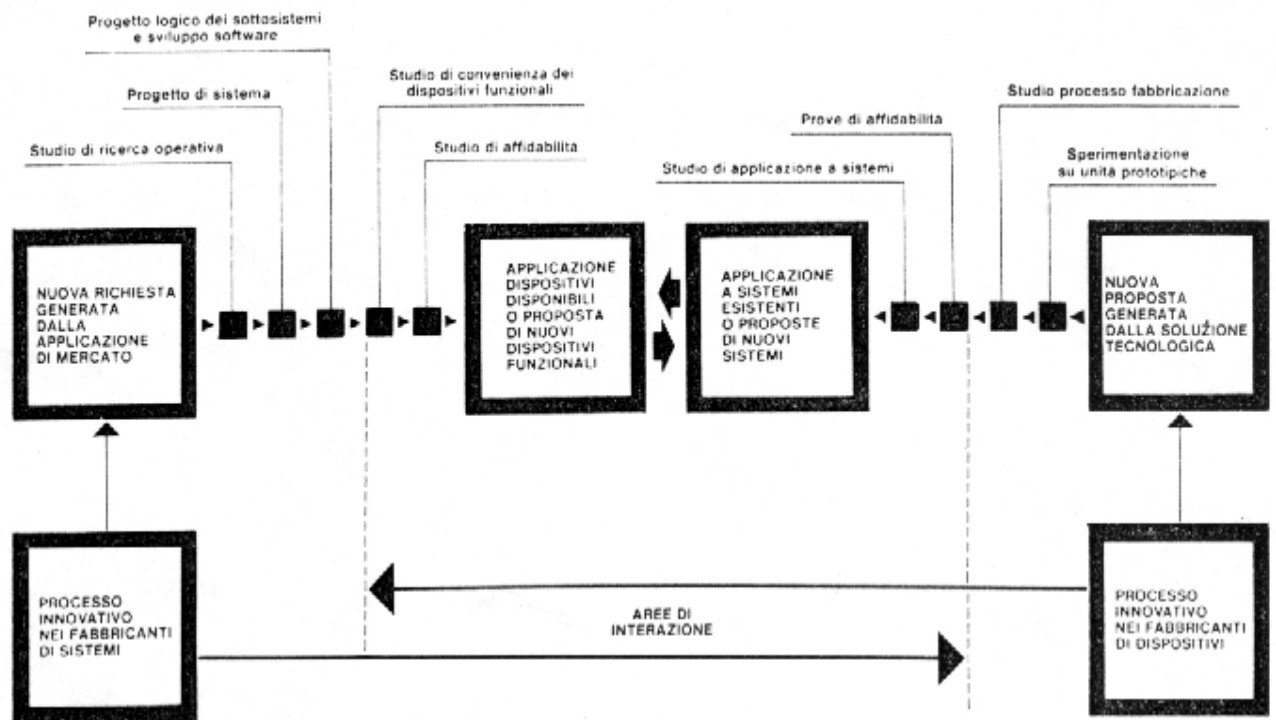 Progetto logico dei sottosistemi
e sviluppo software
Progetto di sistema
Studio di ricerca operativa
Studio di convenienza dei
dispositivi funzionali
Studio di affidabilità
Studio processo fabbricazione
Prove di affidabilità
Studio di applicazione a sistemi
Sperimentazione
su unità prototipiche
NUOVA RICHIESTA
GENERATA
DALLA
APPLICAZIONE
DI MERCATO
APPLICAZIONE
DISPOSITIVI
DISPONIBILI
O PROPOSTA
DI NUOVI
DISPOSITIVI
FUNZIONALI
APPLICAZIONE
A SISTEMI
ESISTENTI
O PROPOSTE
DI NUOVI
SISTEMI
NUOVA
PROPOSTA
GENERATA
DALLA SOLUZIONE
TECNOLOGICA
PROCESSO
INNOVATIVO
NEI FABBRICANTI
DI SISTEMI
AREE DI
INTERAZIONE
PROCESSO
INNOVATIVO
NEI FABBRICANTI
DI DISPOSITIVI